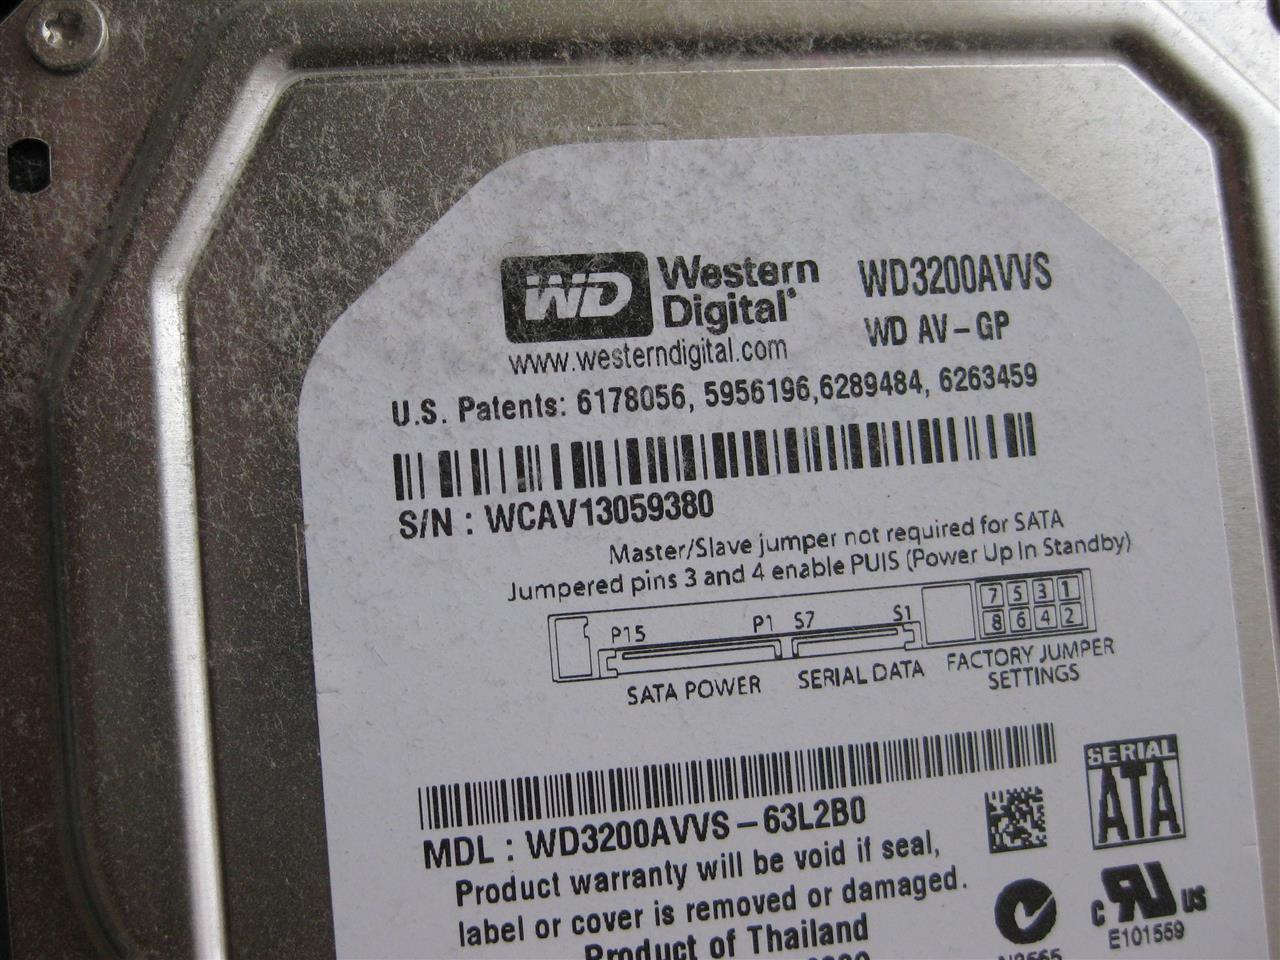 WD Western Digital® WD3200AVVS
WD AV-GP
www.westerndigital.com
U.S. Patents: 6178056, 5956196,6289484, 6263459
S/N : WCAV13059380
Master/Slave jumper not required for SATA
Jumpered pins 3 and 4 enable PUIS (Power Up In Standby)
7 5 3 1
8 6 4 2
P15 P1 S7 S1
SATA POWER SERIAL DATA FACTORY JUMPER
SETTINGS
SERIAL
ATA
MDL : WD3200AVVS-63L2B0
Product warranty will be void if seal,
label or cover is removed or damaged.
Product of Thailand
c RU US
E101559